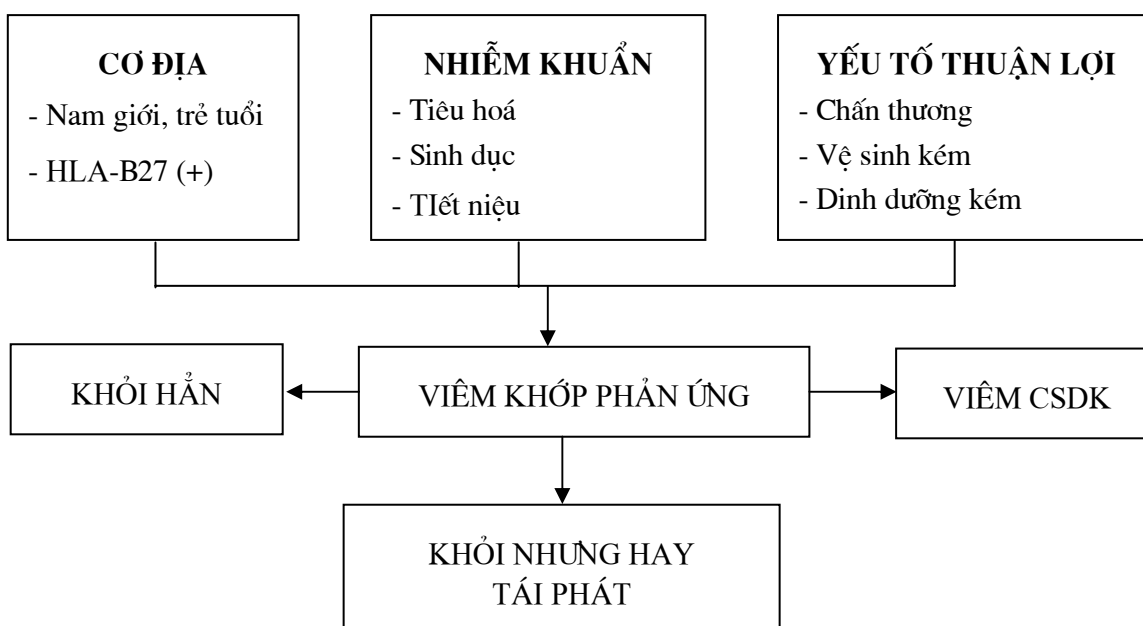 CƠ ĐỊA
- Nam giới, trẻ tuổi
- HLA-B27 (+)
NHIỄM KHUẨN
- Tiêu hoá
- Sinh dục
- TIết niệu
YẾU TỐ THUẬN LỢI
- Chấn thương
- Vệ sinh kém
- Dinh dưỡng kém
KHỎI HẲN
VIÊM KHỚP PHẢN ỨNG
VIÊM CSDK
KHỎI NHƯNG HAY
TÁI PHÁT